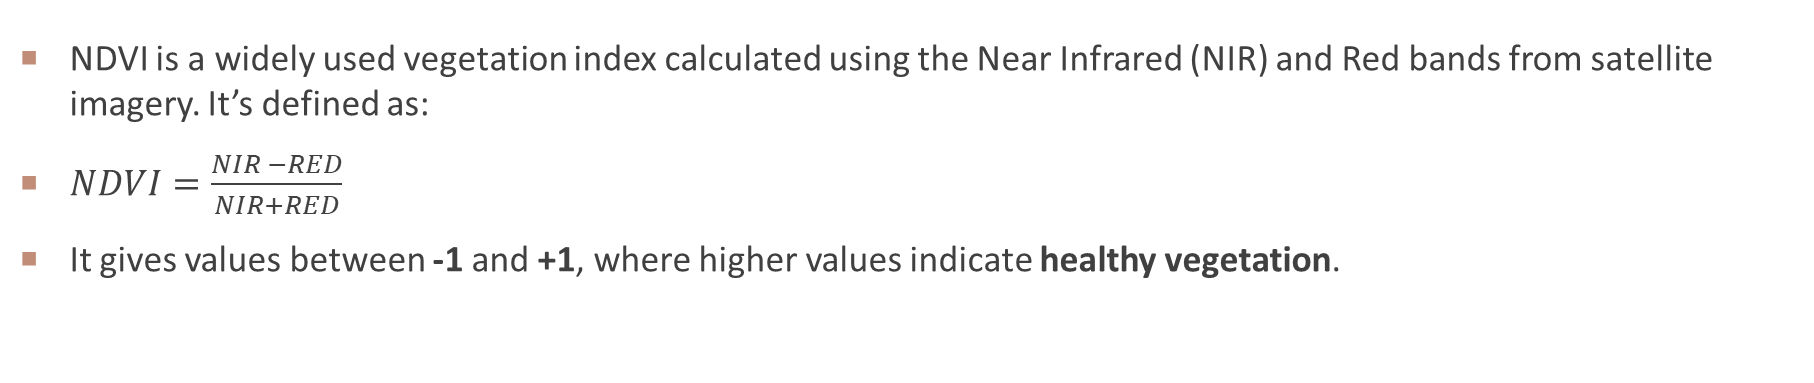 ▪ NDVI is a widely used vegetation index calculated using the Near Infrared (NIR) and Red bands from satellite
imagery. It’s defined as:
▪ NDVI = \frac{NIR −RED}{NIR+RED}
▪ It gives values between -1 and +1, where higher values indicate healthy vegetation.